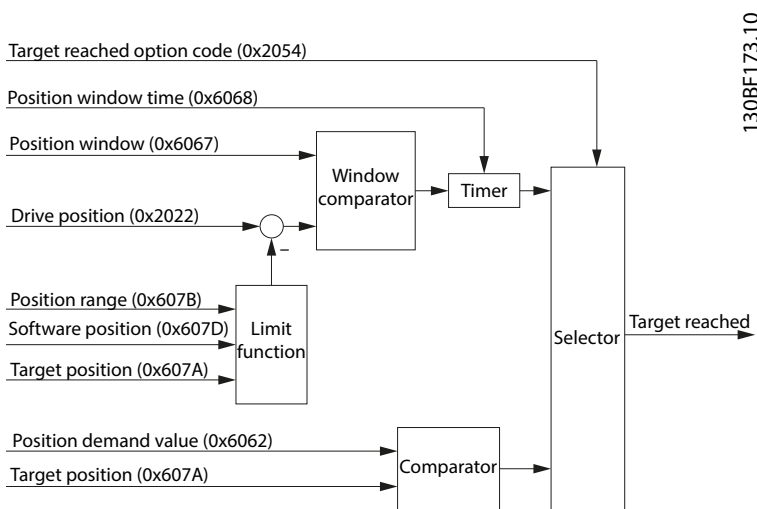 130BF173.10
Target reached option code (0x2054)
Position window time (0x6068)
Position window (0x6067)
Window
comparator
Timer
Drive position (0x2022)
–
Position range (0x607B)
Software position (0x607D)
Limit
function
Target position (0x607A)
Selector
Target reached
Position demand value (0x6062)
Target position (0x607A)
Comparator